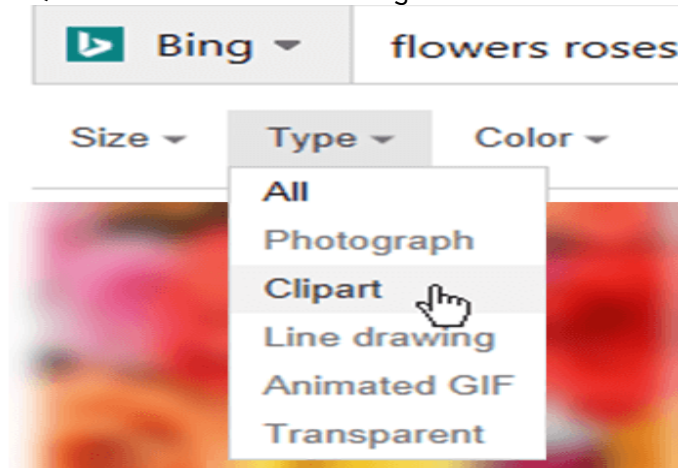 Bing flowers roses
Size Type Color
All
Photograph
Clipart
Line drawing
Animated GIF
Transparent